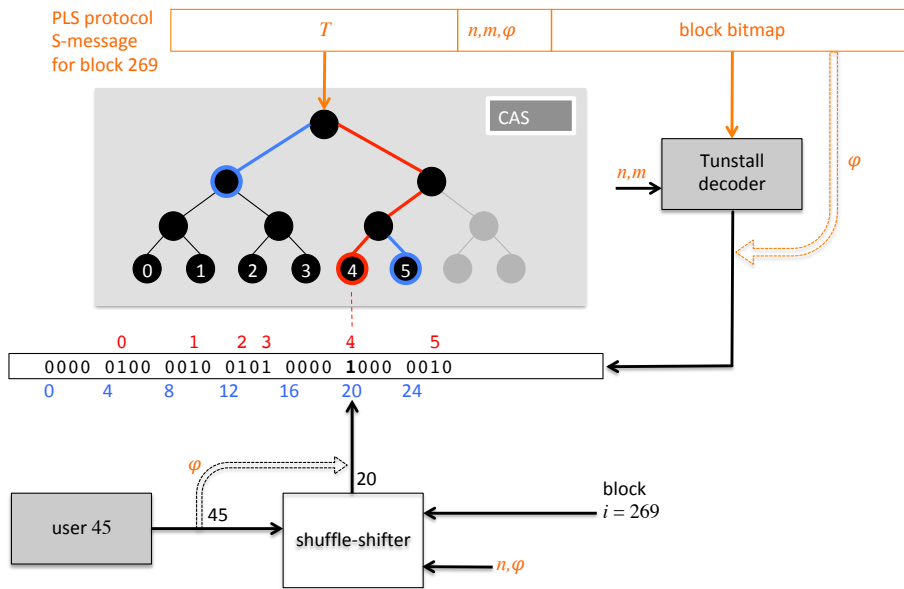 PLS protocol
S-message
for block 269
T
n,m,φ
block bitmap
CAS
φ
n,m
Tunstall
decoder
0 1 2 3 4 5
0 1 2 3 4 5
0000 0100 0010 0101 0000 1000 0010
0 4 8 12 16 20 24
φ
20
user 45
45
shuffle-shifter
block
i = 269
n,φ